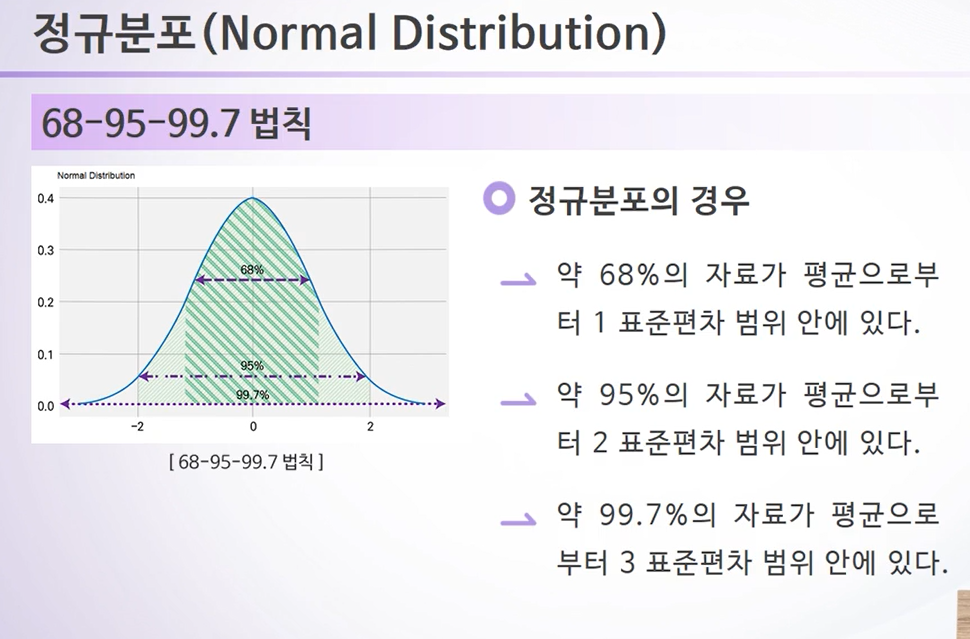 정규분포(Normal Distribution)
68-95-99.7 법칙
Normal Distribution
0.4
0.3
0.2
0.1
0.0
68%
95%
99.7%
-2
0
2
[ 68-95-99.7 법칙 ]
정규분포의 경우
약 68%의 자료가 평균으로부
터 1 표준편차 범위 안에 있다.
약 95%의 자료가 평균으로부
터 2 표준편차 범위 안에 있다.
약 99.7%의 자료가 평균으로
부터 3 표준편차 범위 안에 있다.